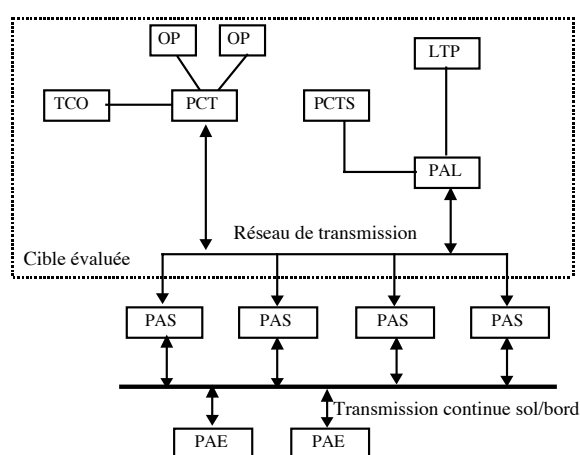 OP OP
LTP
TCO PCT PCTS
PAL
Réseau de transmission
Cible évaluée
PAS PAS PAS PAS
Transmission continue sol/bord
PAE PAE